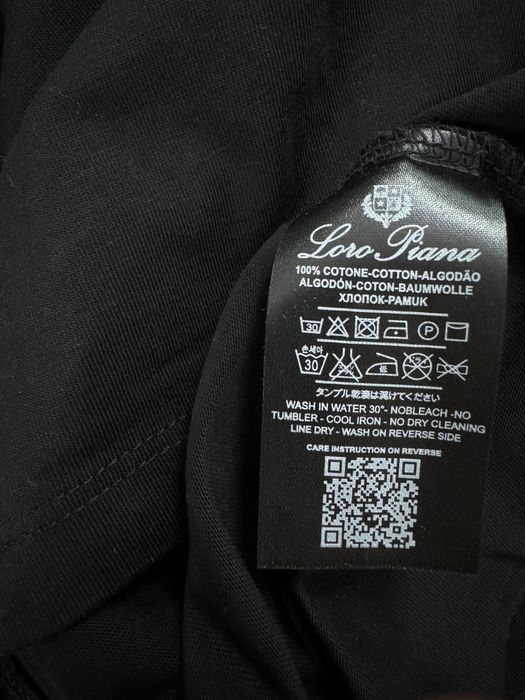 Loro Piana
100% COTONE-COTTON-ALGODÃO
ALGODÓN-COTON-BAUMWOLLE
ХЛОПОК-PAMUK
30 P
손세아 30 低
タンブル乾燥は避けてください
WASH IN WATER 30°- NOBLEACH -NO
TUMBLER - COOL IRON - NO DRY CLEANING
LINE DRY - WASH ON REVERSE SIDE
CARE INSTRUCTION ON REVERSE